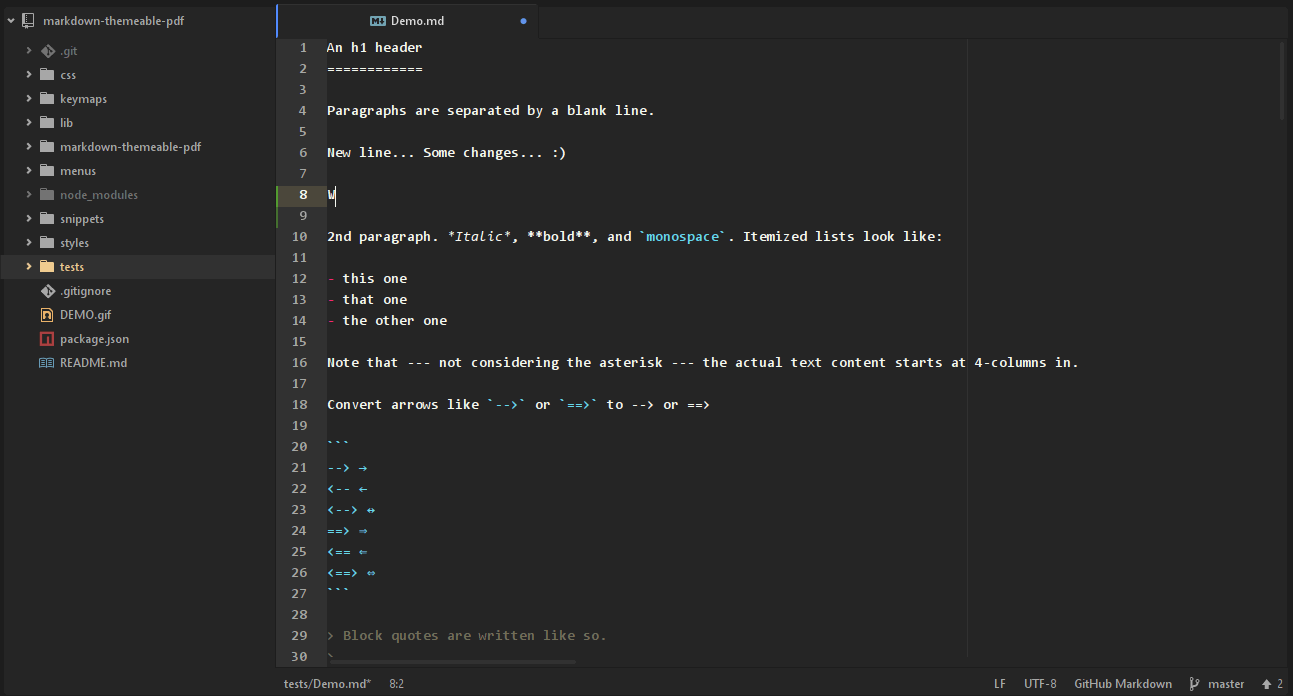 markdown-themeable-pdf
.git
css
keymaps
lib
markdown-themeable-pdf
menus
node_modules
snippets
styles
tests
.gitignore
DEMO.gif
package.json
README.md
Demo.md
1 An h1 header
2 ============
3
4 Paragraphs are separated by a blank line.
5
6 New line... Some changes... :)
7
8 W
9
10 2nd paragraph. *Italic*, **bold**, and `monospace`. Itemized lists look like:
11
12 - this one
13 - that one
14 - the other one
15
16 Note that --- not considering the asterisk --- the actual text content starts at 4-columns in.
17
18 Convert arrows like `-->` or `==>` to --> or ==>
19
20 ```
21 --> →
22 <-- ←
23 <--> ↔
24 ==> ⇒
25 <== ⇐
26 <==> ⇔
27 ```
28
29 > Block quotes are written like so.
30
tests/Demo.md* 8:2 LF UTF-8 GitHub Markdown master 2